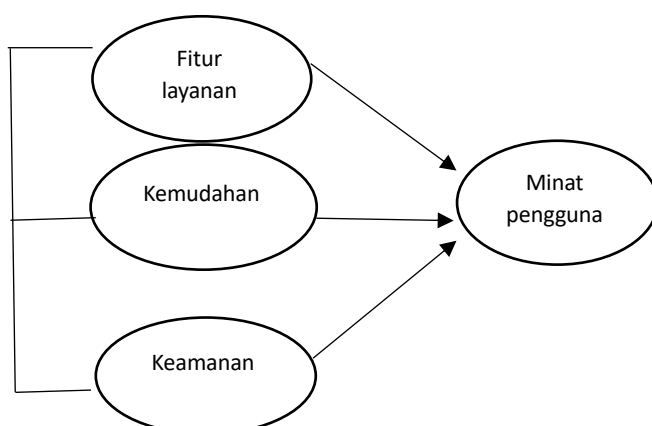 Fitur
layanan
Kemudahan
Minat
pengguna
Keamanan